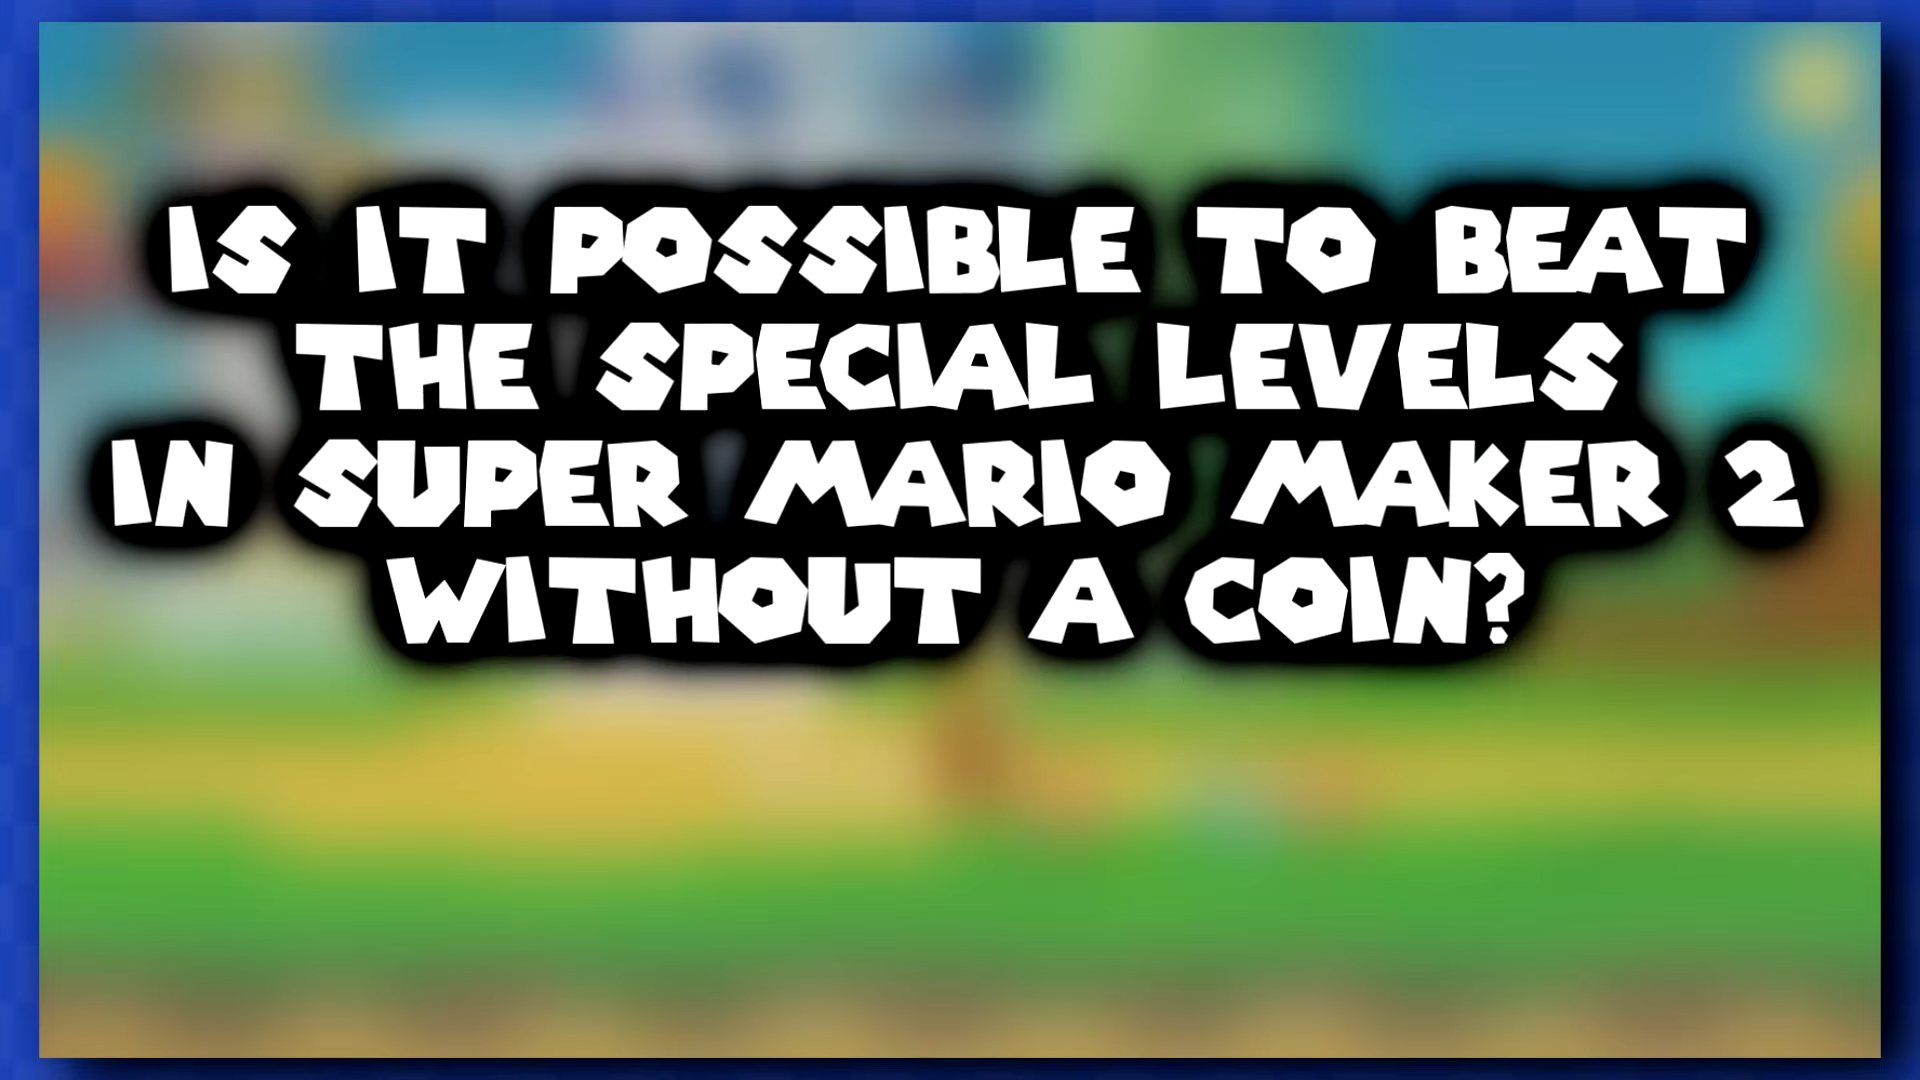 IS IT POSSIBLE TO BEAT
THE SPECIAL LEVELS
IN SUPER MARIO MAKER 2
WITHOUT A COIN?